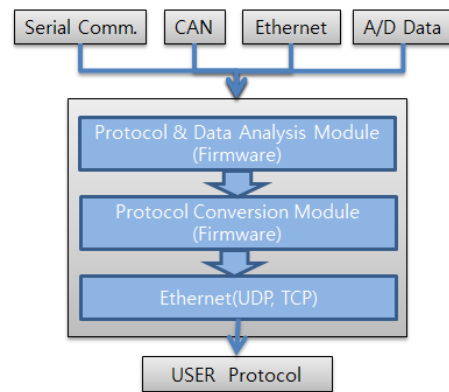 Serial Comm.
CAN
Ethernet
A/D Data
Protocol & Data Analysis Module
(Firmware)
Protocol Conversion Module
(Firmware)
Ethernet(UDP, TCP)
USER Protocol